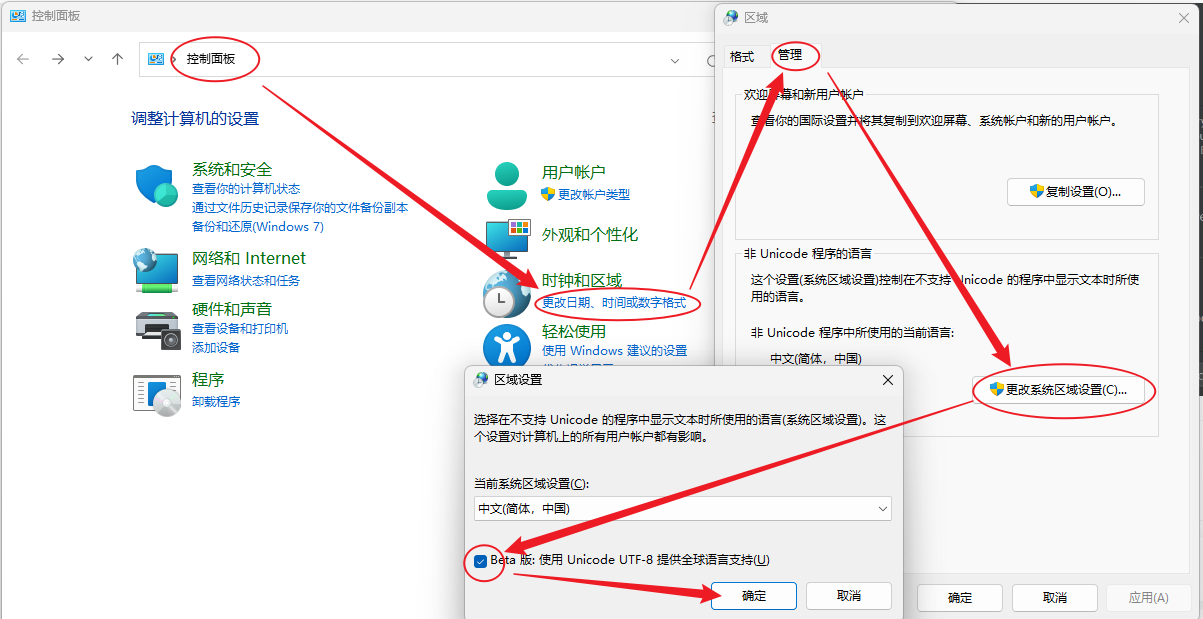 控制面板
控制面板
调整计算机的设置
系统和安全
查看你的计算机状态
通过文件历史记录保存你的文件备份副本
备份和还原(Windows 7)
网络和 Internet
查看网络状态和任务
硬件和声音
查看设备和打印机
添加设备
程序
卸载程序
用户帐户
更改帐户类型
外观和个性化
时钟和区域
更改日期、时间或数字格式
轻松使用
使用 Windows 建议的设置
区域
格式
管理
欢迎屏幕和新用户帐户
查看你的国际设置并将其复制到欢迎屏幕、系统帐户和新的用户帐户。
复制设置(O)...
非 Unicode 程序的语言
这个设置(系统区域设置)控制在不支持 Unicode 的程序中显示文本时所使
用的语言。
非 Unicode 程序中所使用的当前语言:
中文(简体，中国)
更改系统区域设置(C)...
确定
取消
应用(A)
区域设置
选择在不支持 Unicode 的程序中显示文本时所使用的语言(系统区域设置)。这
个设置对计算机上的所有用户帐户都有影响。
当前系统区域设置(C):
中文(简体，中国)
Beta 版: 使用 Unicode UTF-8 提供全球语言支持(U)
确定
取消